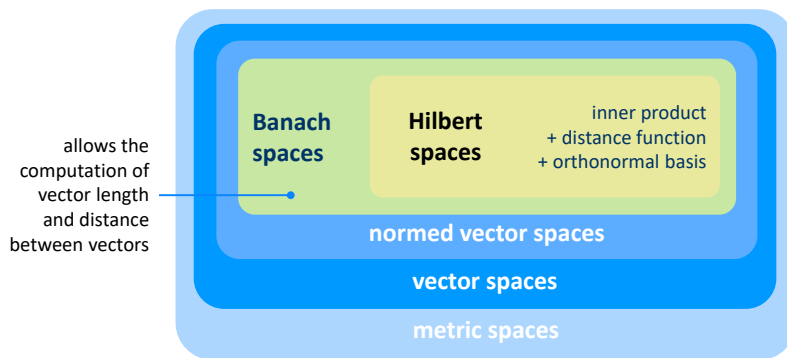 allows the
computation of
vector length
and distance
between vectors
Banach
spaces
Hilbert
spaces
inner product
+ distance function
+ orthonormal basis
normed vector spaces
vector spaces
metric spaces